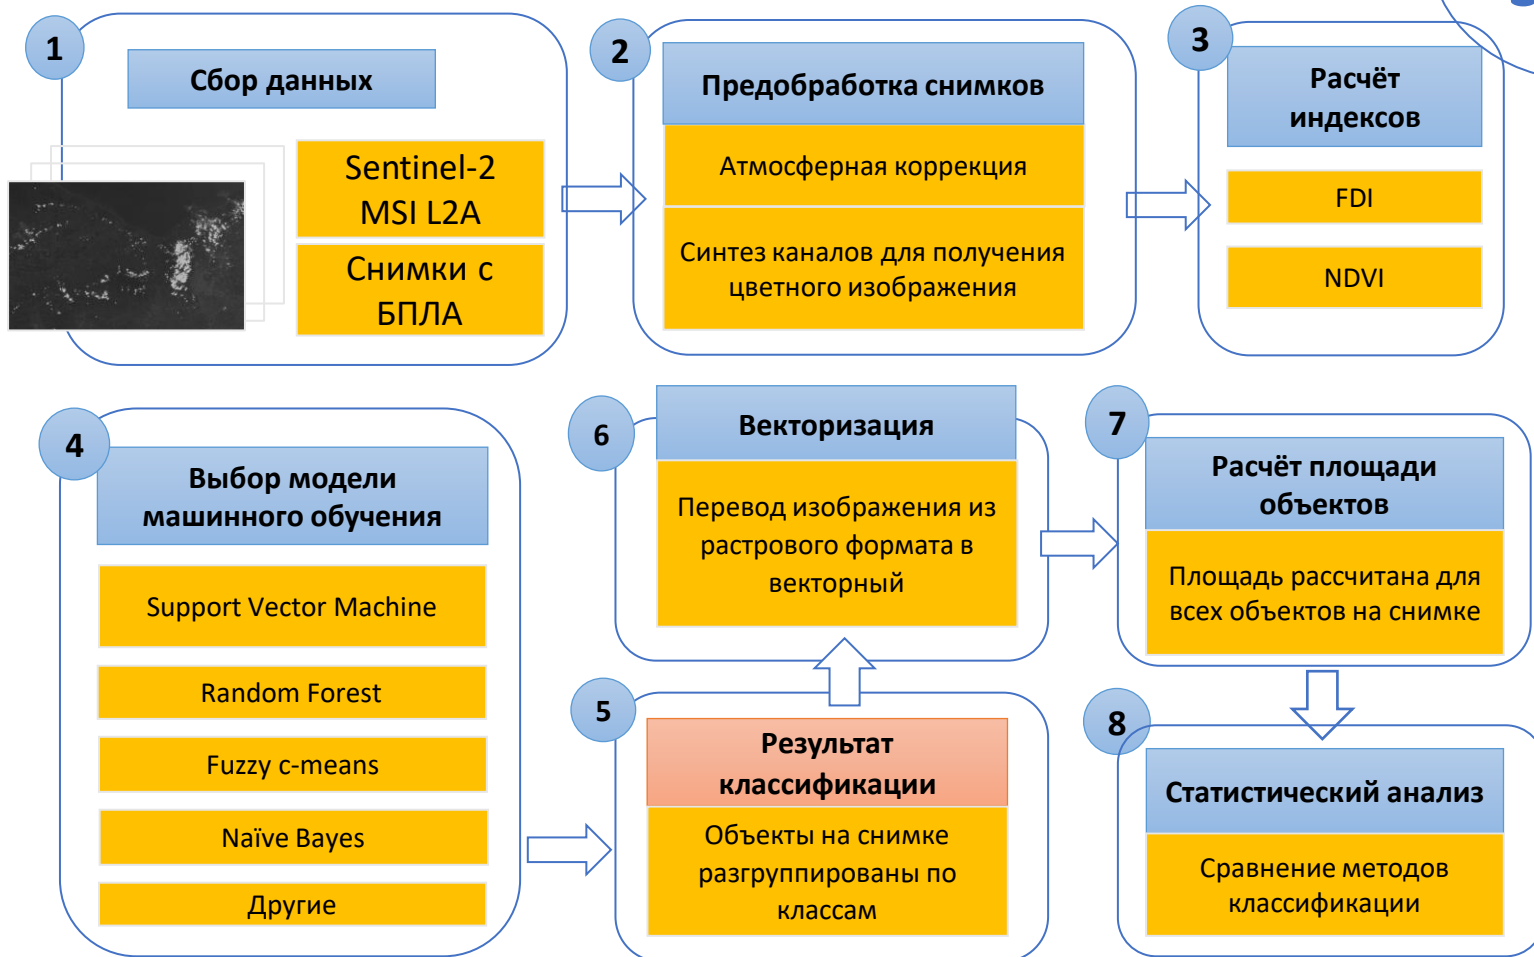 1
Сбор данных
Sentinel-2
MSI L2A
Снимки с
БПЛА
2
Предобработка снимков
Атмосферная коррекция
Синтез каналов для получения
цветного изображения
3
Расчёт
индексов
FDI
NDVI
4
Выбор модели
машинного обучения
Support Vector Machine
Random Forest
Fuzzy c-means
Naïve Bayes
Другие
5
Результат
классификации
Объекты на снимке
разгруппированы по
классам
6
Векторизация
Перевод изображения из
растрового формата в
векторный
7
Расчёт площади
объектов
Площадь рассчитана для
всех объектов на снимке
8
Статистический анализ
Сравнение методов
классификации